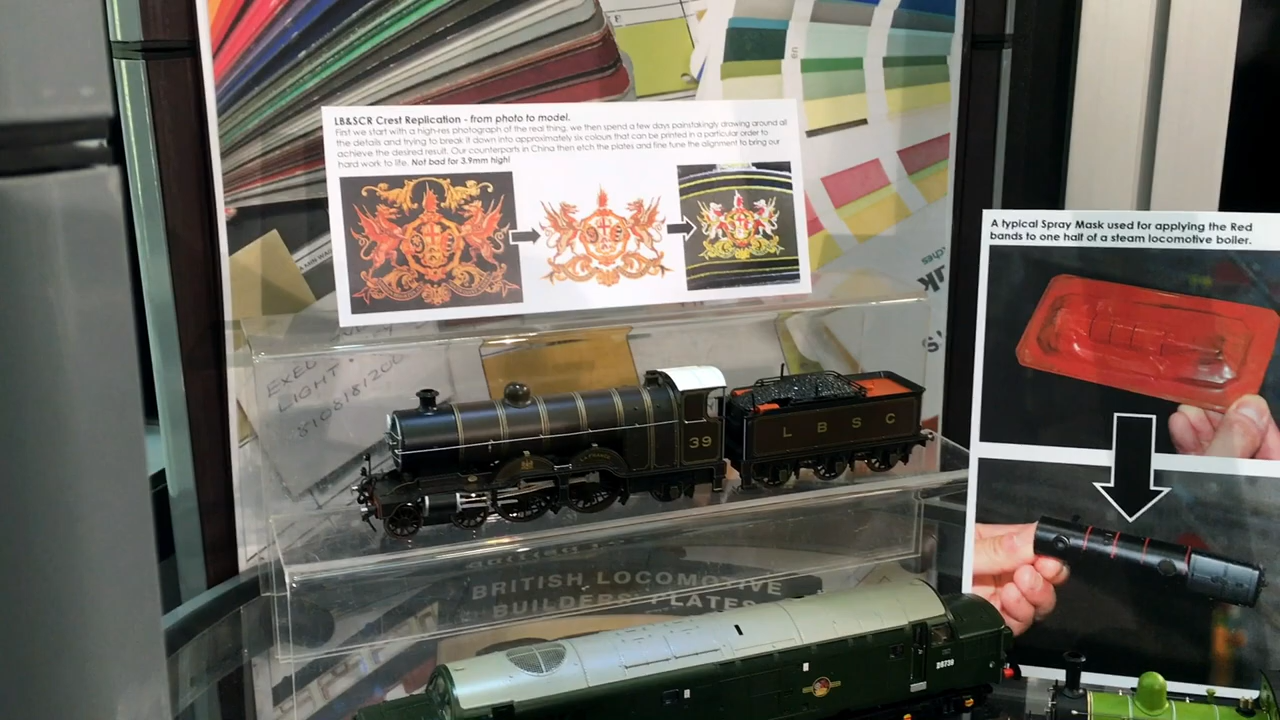 LB&SCR Crest Replication - from photo to model.
First we start with a high-res photograph of the real thing, we then spend a few days painstakingly drawing around all
the details and trying to break it down into approximately six colours that can be printed in a particular order to
achieve the desired result. Our counterparts in China then etch the plates and fine tune the alignment to bring our
hard work to life. Not bad for 3.9mm high!
A typical Spray Mask used for applying the Red
bands to one half of a steam locomotive boiler.
LIGHT
39
L B S C
LA FRANCE
BRITISH LOCOMOTIVE
BUILDERS' PLATES
D6730